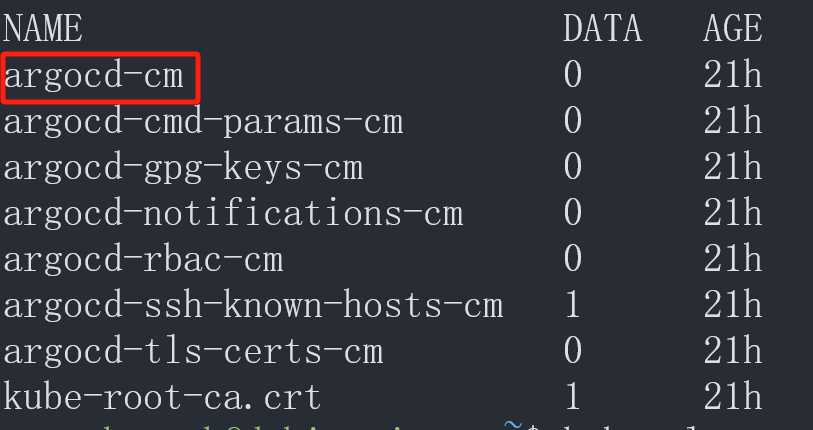 NAME DATA AGE
argocd-cm 0 21h
argocd-cmd-params-cm 0 21h
argocd-gpg-keys-cm 0 21h
argocd-notifications-cm 0 21h
argocd-rbac-cm 0 21h
argocd-ssh-known-hosts-cm 1 21h
argocd-tls-certs-cm 0 21h
kube-root-ca.crt 1 21h